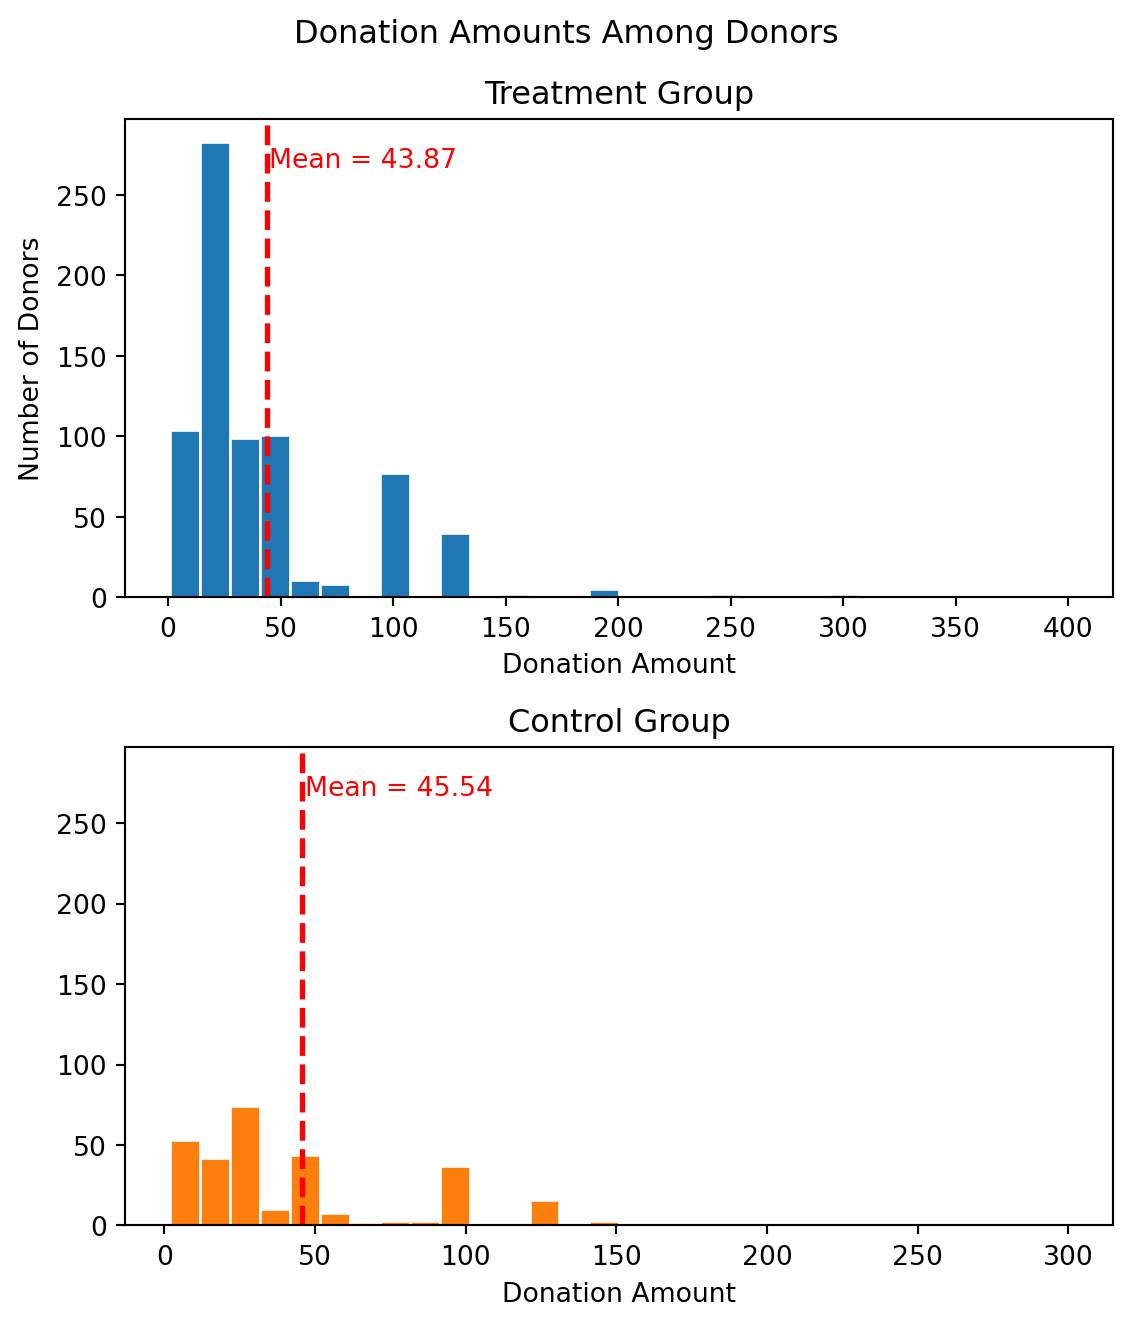 Donation Amounts Among Donors
Treatment Group
Mean = 43.87
250
200
150
100
50
0
Number of Donors
0 50 100 150 200 250 300 350 400
Donation Amount
Control Group
Mean = 45.54
250
200
150
100
50
0
0 50 100 150 200 250 300
Donation Amount